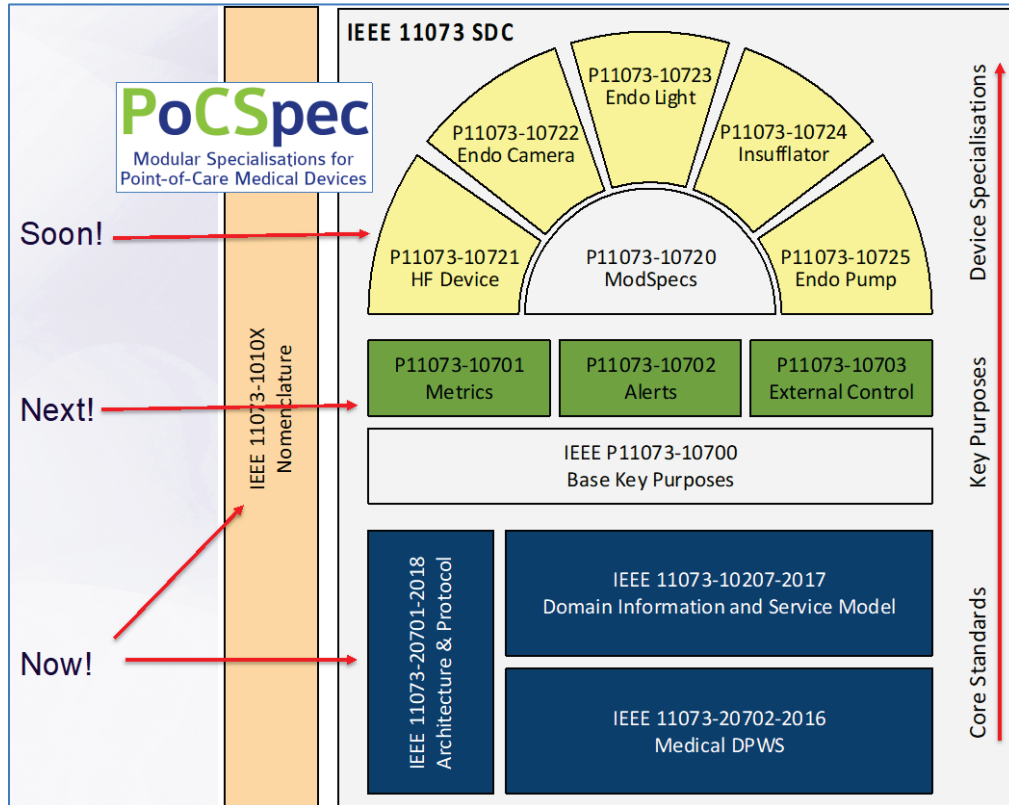 IEEE 11073 SDC
PoCSpec
Modular Specialisations for
Point-of-Care Medical Devices
P11073-10723
Endo Light
P11073-10722
Endo Camera
P11073-10724
Insufflator
P11073-10721
HF Device
P11073-10720
ModSpecs
P11073-10725
Endo Pump
Soon!
Next!
Now!
IEEE 11073-1010X
Nomenclature
P11073-10701
Metrics
P11073-10702
Alerts
P11073-10703
External Control
IEEE P11073-10700
Base Key Purposes
IEEE 11073-20701-2018
Architecture & Protocol
IEEE 11073-10207-2017
Domain Information and Service Model
IEEE 11073-20702-2016
Medical DPWS
Device Specialisations
Key Purposes
Core Standards